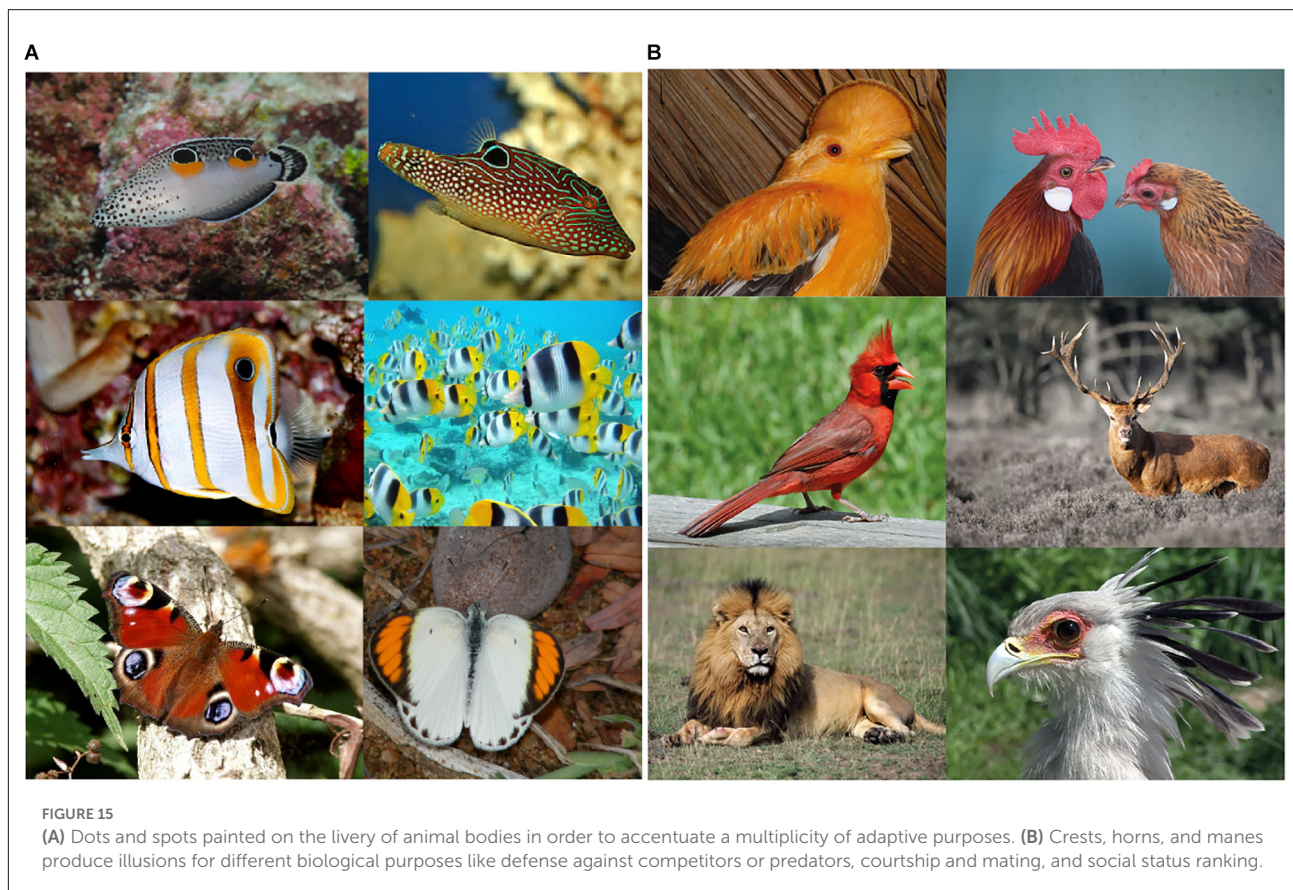 A
B
FIGURE 15
(A) Dots and spots painted on the livery of animal bodies in order to accentuate a multiplicity of adaptive purposes. (B) Crests, horns, and manes
produce illusions for different biological purposes like defense against competitors or predators, courtship and mating, and social status ranking.